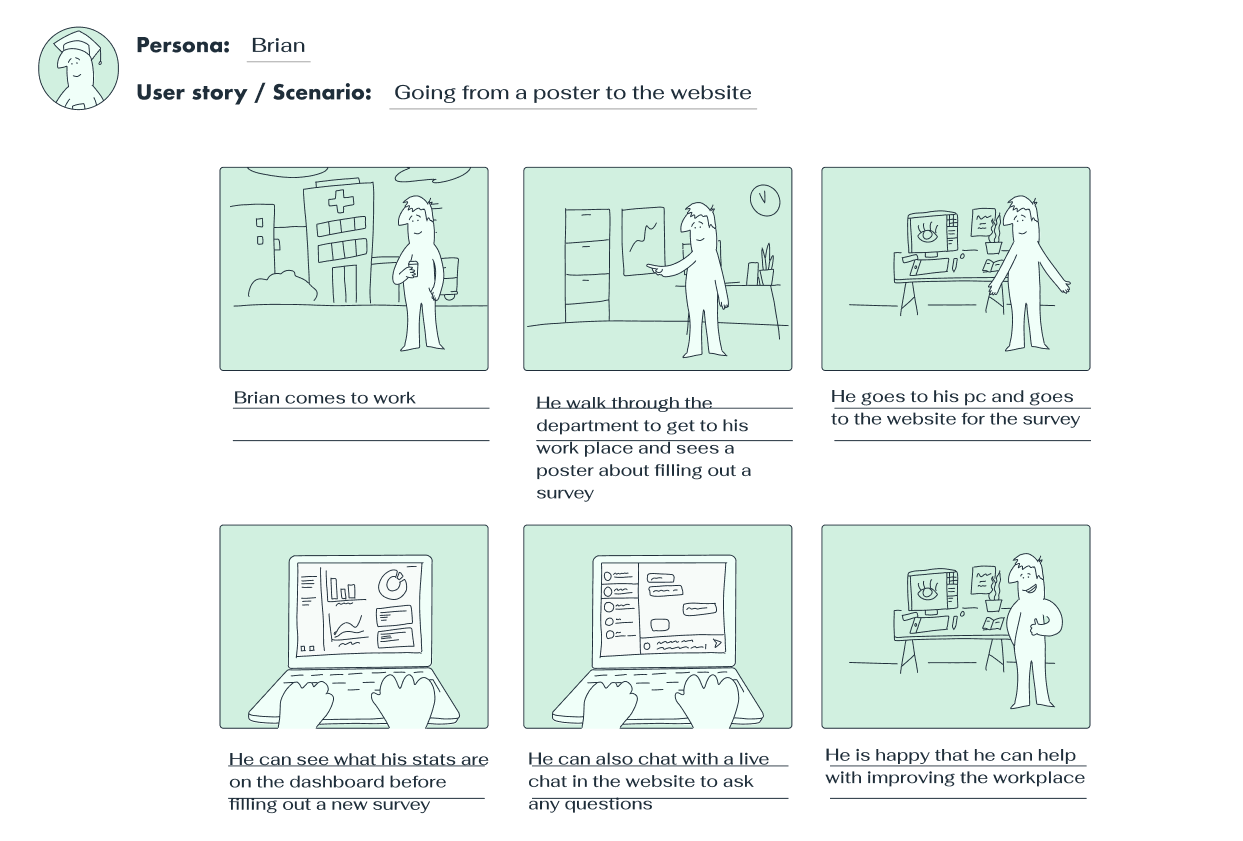 Persona: Brian
User story / Scenario: Going from a poster to the website
Brian comes to work
He walk through the
department to get to his
work place and sees a
poster about filling out a
survey
He goes to his pc and goes
to the website for the survey
He can see what his stats are
on the dashboard before
filling out a new survey
He can also chat with a live
chat in the website to ask
any questions
He is happy that he can help
with improving the workplace